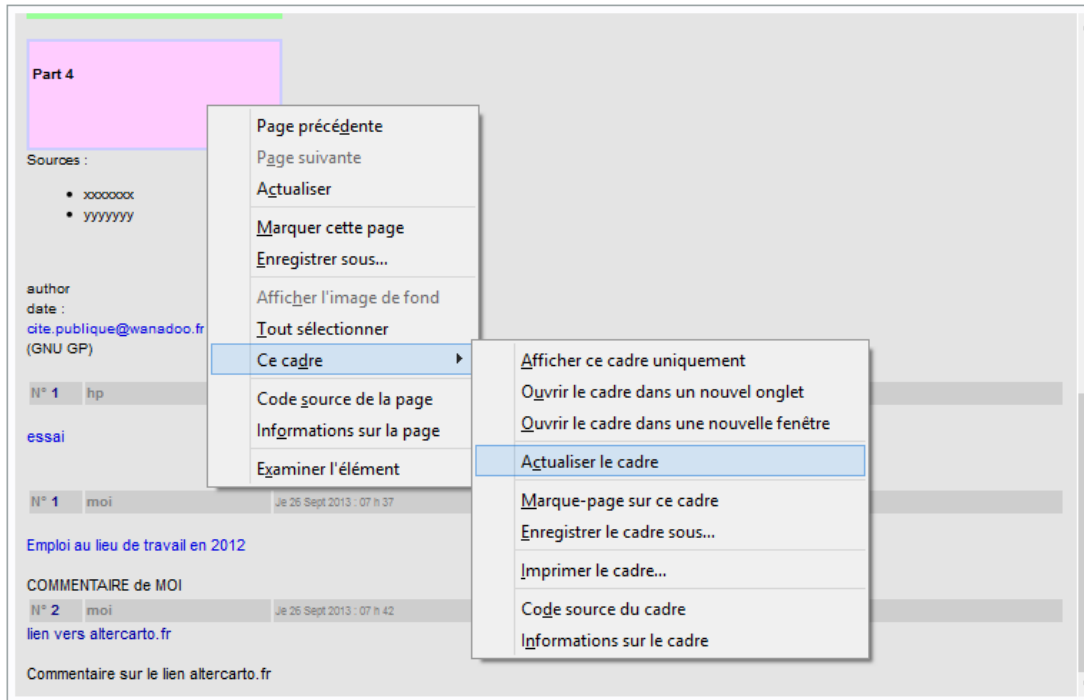 Part 4
Sources :
xxxxxxx
yyyyyyy
author
date :
cite.publique@wanadoo.fr
(GNU GP)
N° 1 hp
essai
N° 1 moi Je 26 Sept 2013 : 07 h 37
Emploi au lieu de travail en 2012
COMMENTAIRE de MOI
N° 2 moi Je 26 Sept 2013 : 07 h 42
lien vers altercarto.fr
Commentaire sur le lien altercarto.fr
Page précédente
Page suivante
Actualiser
Marquer cette page
Enregistrer sous...
Afficher l'image de fond
Tout sélectionner
Ce cadre
Code source de la page
Informations sur la page
Examiner l'élément
Afficher ce cadre uniquement
Ouvrir le cadre dans un nouvel onglet
Ouvrir le cadre dans une nouvelle fenêtre
Actualiser le cadre
Marque-page sur ce cadre
Enregistrer le cadre sous...
Imprimer le cadre...
Code source du cadre
Informations sur le cadre